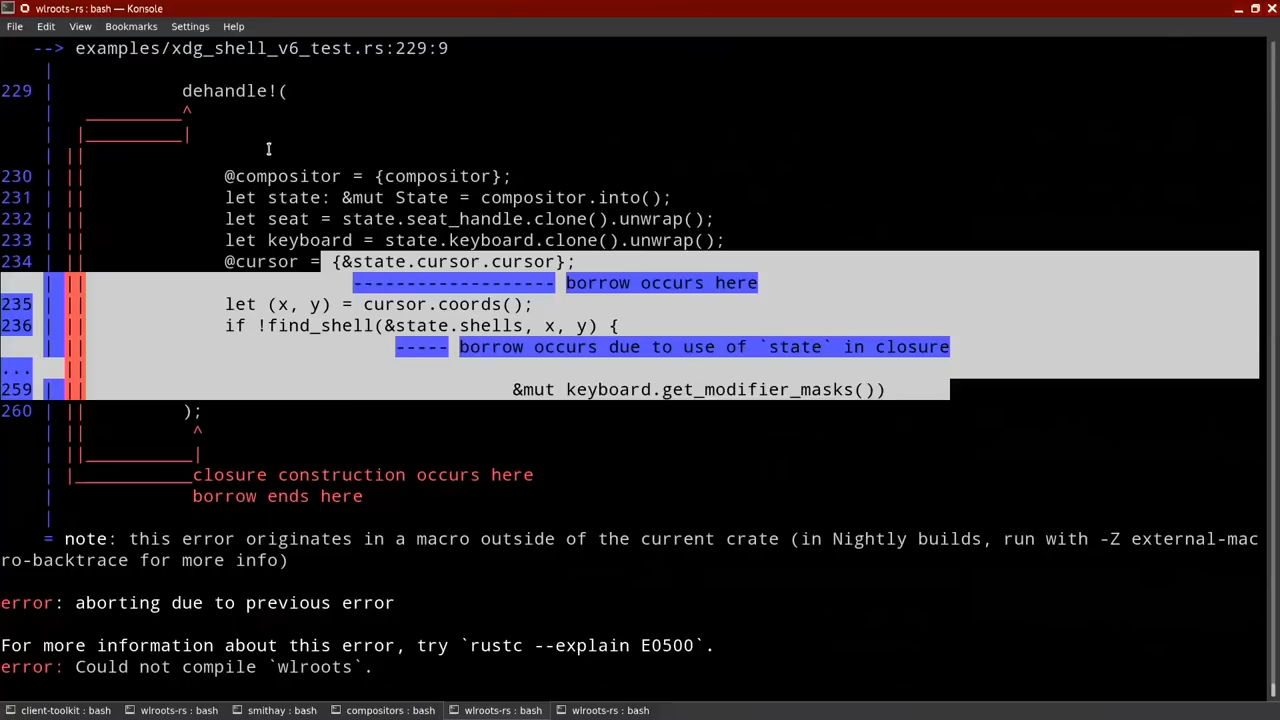 wlroots-rs : bash — Konsole
File Edit View Bookmarks Settings Help
--> examples/xdg_shell_v6_test.rs:229:9
|
229 | dehandle!(
| _________^
| |_________|
| ||
230 | || @compositor = {compositor};
231 | || let state: &mut State = compositor.into();
232 | || let seat = state.seat_handle.clone().unwrap();
233 | || let keyboard = state.keyboard.clone().unwrap();
234 | || @cursor = {&state.cursor.cursor};
| || ------------------- borrow occurs here
235 | || let (x, y) = cursor.coords();
236 | || if !find_shell(&state.shells, x, y) {
| || ----- borrow occurs due to use of `state` in closure
... ||
259 | || &mut keyboard.get_modifier_masks())
260 | || );
| || ^
| ||__________|
| |___________closure construction occurs here
| borrow ends here
|
= note: this error originates in a macro outside of the current crate (in Nightly builds, run with -Z external-mac
ro-backtrace for more info)
error: aborting due to previous error
For more information about this error, try `rustc --explain E0500`.
error: Could not compile `wlroots`.
client-toolkit : bash wlroots-rs : bash smithay : bash compositors : bash wlroots-rs : bash wlroots-rs : bash